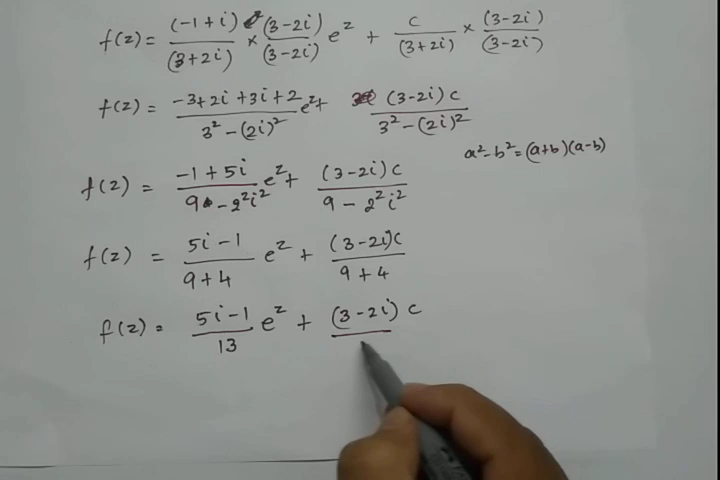 f(z) = (-1+i)/(3+2i) × (3-2i)/(3-2i) e^z + c/(3+2i) × (3-2i)/(3-2i)
f(z) = (-3+2i+3i+2)/(3²-(2i)²) e^z + (3-2i)c/(3²-(2i)²)
a²-b² = (a+b)(a-b)
f(z) = (-1+5i)/(9-2²i²) e^z + (3-2i)c/(9-2²i²)
f(z) = (5i-1)/(9+4) e^z + (3-2i)c/(9+4)
f(z) = (5i-1)/13 e^z + (3-2i)c